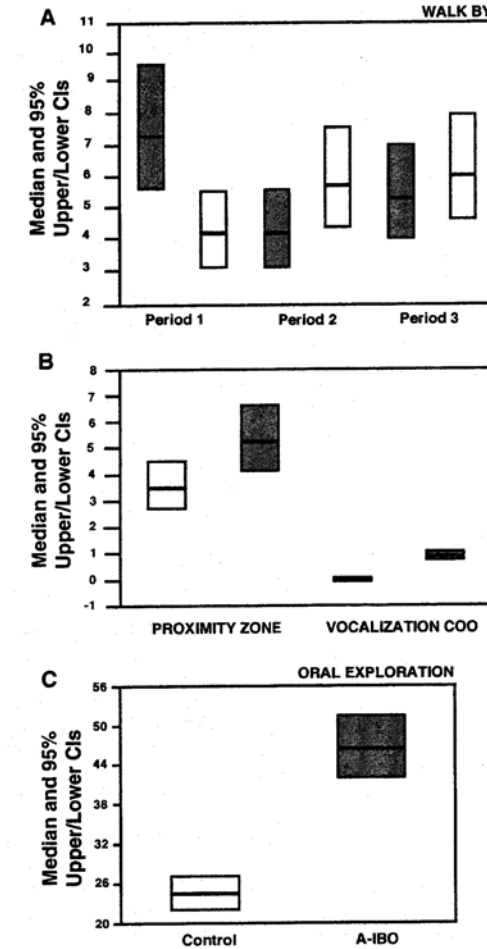 A
WALK BY
Median and 95%
Upper/Lower CIs
11
10
9
8
7
6
5
4
3
2
Period 1 Period 2 Period 3
B
Median and 95%
Upper/Lower CIs
8
7
6
5
4
3
2
1
0
-1
PROXIMITY ZONE VOCALIZATION COO
C
ORAL EXPLORATION
Median and 95%
Upper/Lower CIs
56
50
44
38
32
26
20
Control A-IBO